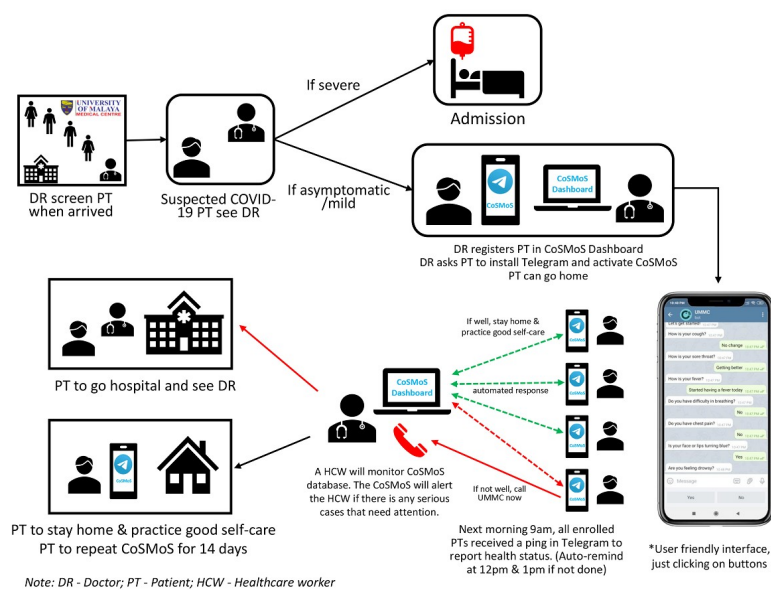 UNIVERSITY
OF MALAYA
MEDICAL CENTRE
DR screen PT
when arrived
Suspected COVID-
19 PT see DR
If severe
If asymptomatic
/mild
Admission
CoSMoS
CoSMoS
Dashboard
DR registers PT in CoSMoS Dashboard
DR asks PT to install Telegram and activate CoSMoS
PT can go home
PT to go hospital and see DR
CoSMoS
PT to stay home & practice good self-care
PT to repeat CoSMoS for 14 days
CoSMoS
Dashboard
A HCW will monitor CoSMoS
database. The CoSMoS will alert
the HCW if there is any serious
cases that need attention.
If well, stay home &
practice good self-care
automated response
If not well, call
UMMC now
CoSMoS
CoSMoS
CoSMoS
CoSMoS
Next morning 9am, all enrolled
PTs received a ping in Telegram to
report health status. (Auto-remind
at 12pm & 1pm if not done)
UMMC
Let's get started
How is your cough?
No change
How is your sore throat?
Getting better
How is your fever?
Started having a fever today
Do you have difficulty in breathing?
No
Do you have chest pain?
No
Is your face or lips turning blue?
Yes
Are you feeling drowsy?
Message
Yes
No
*User friendly interface,
just clicking on buttons
Note: DR - Doctor; PT - Patient; HCW - Healthcare worker